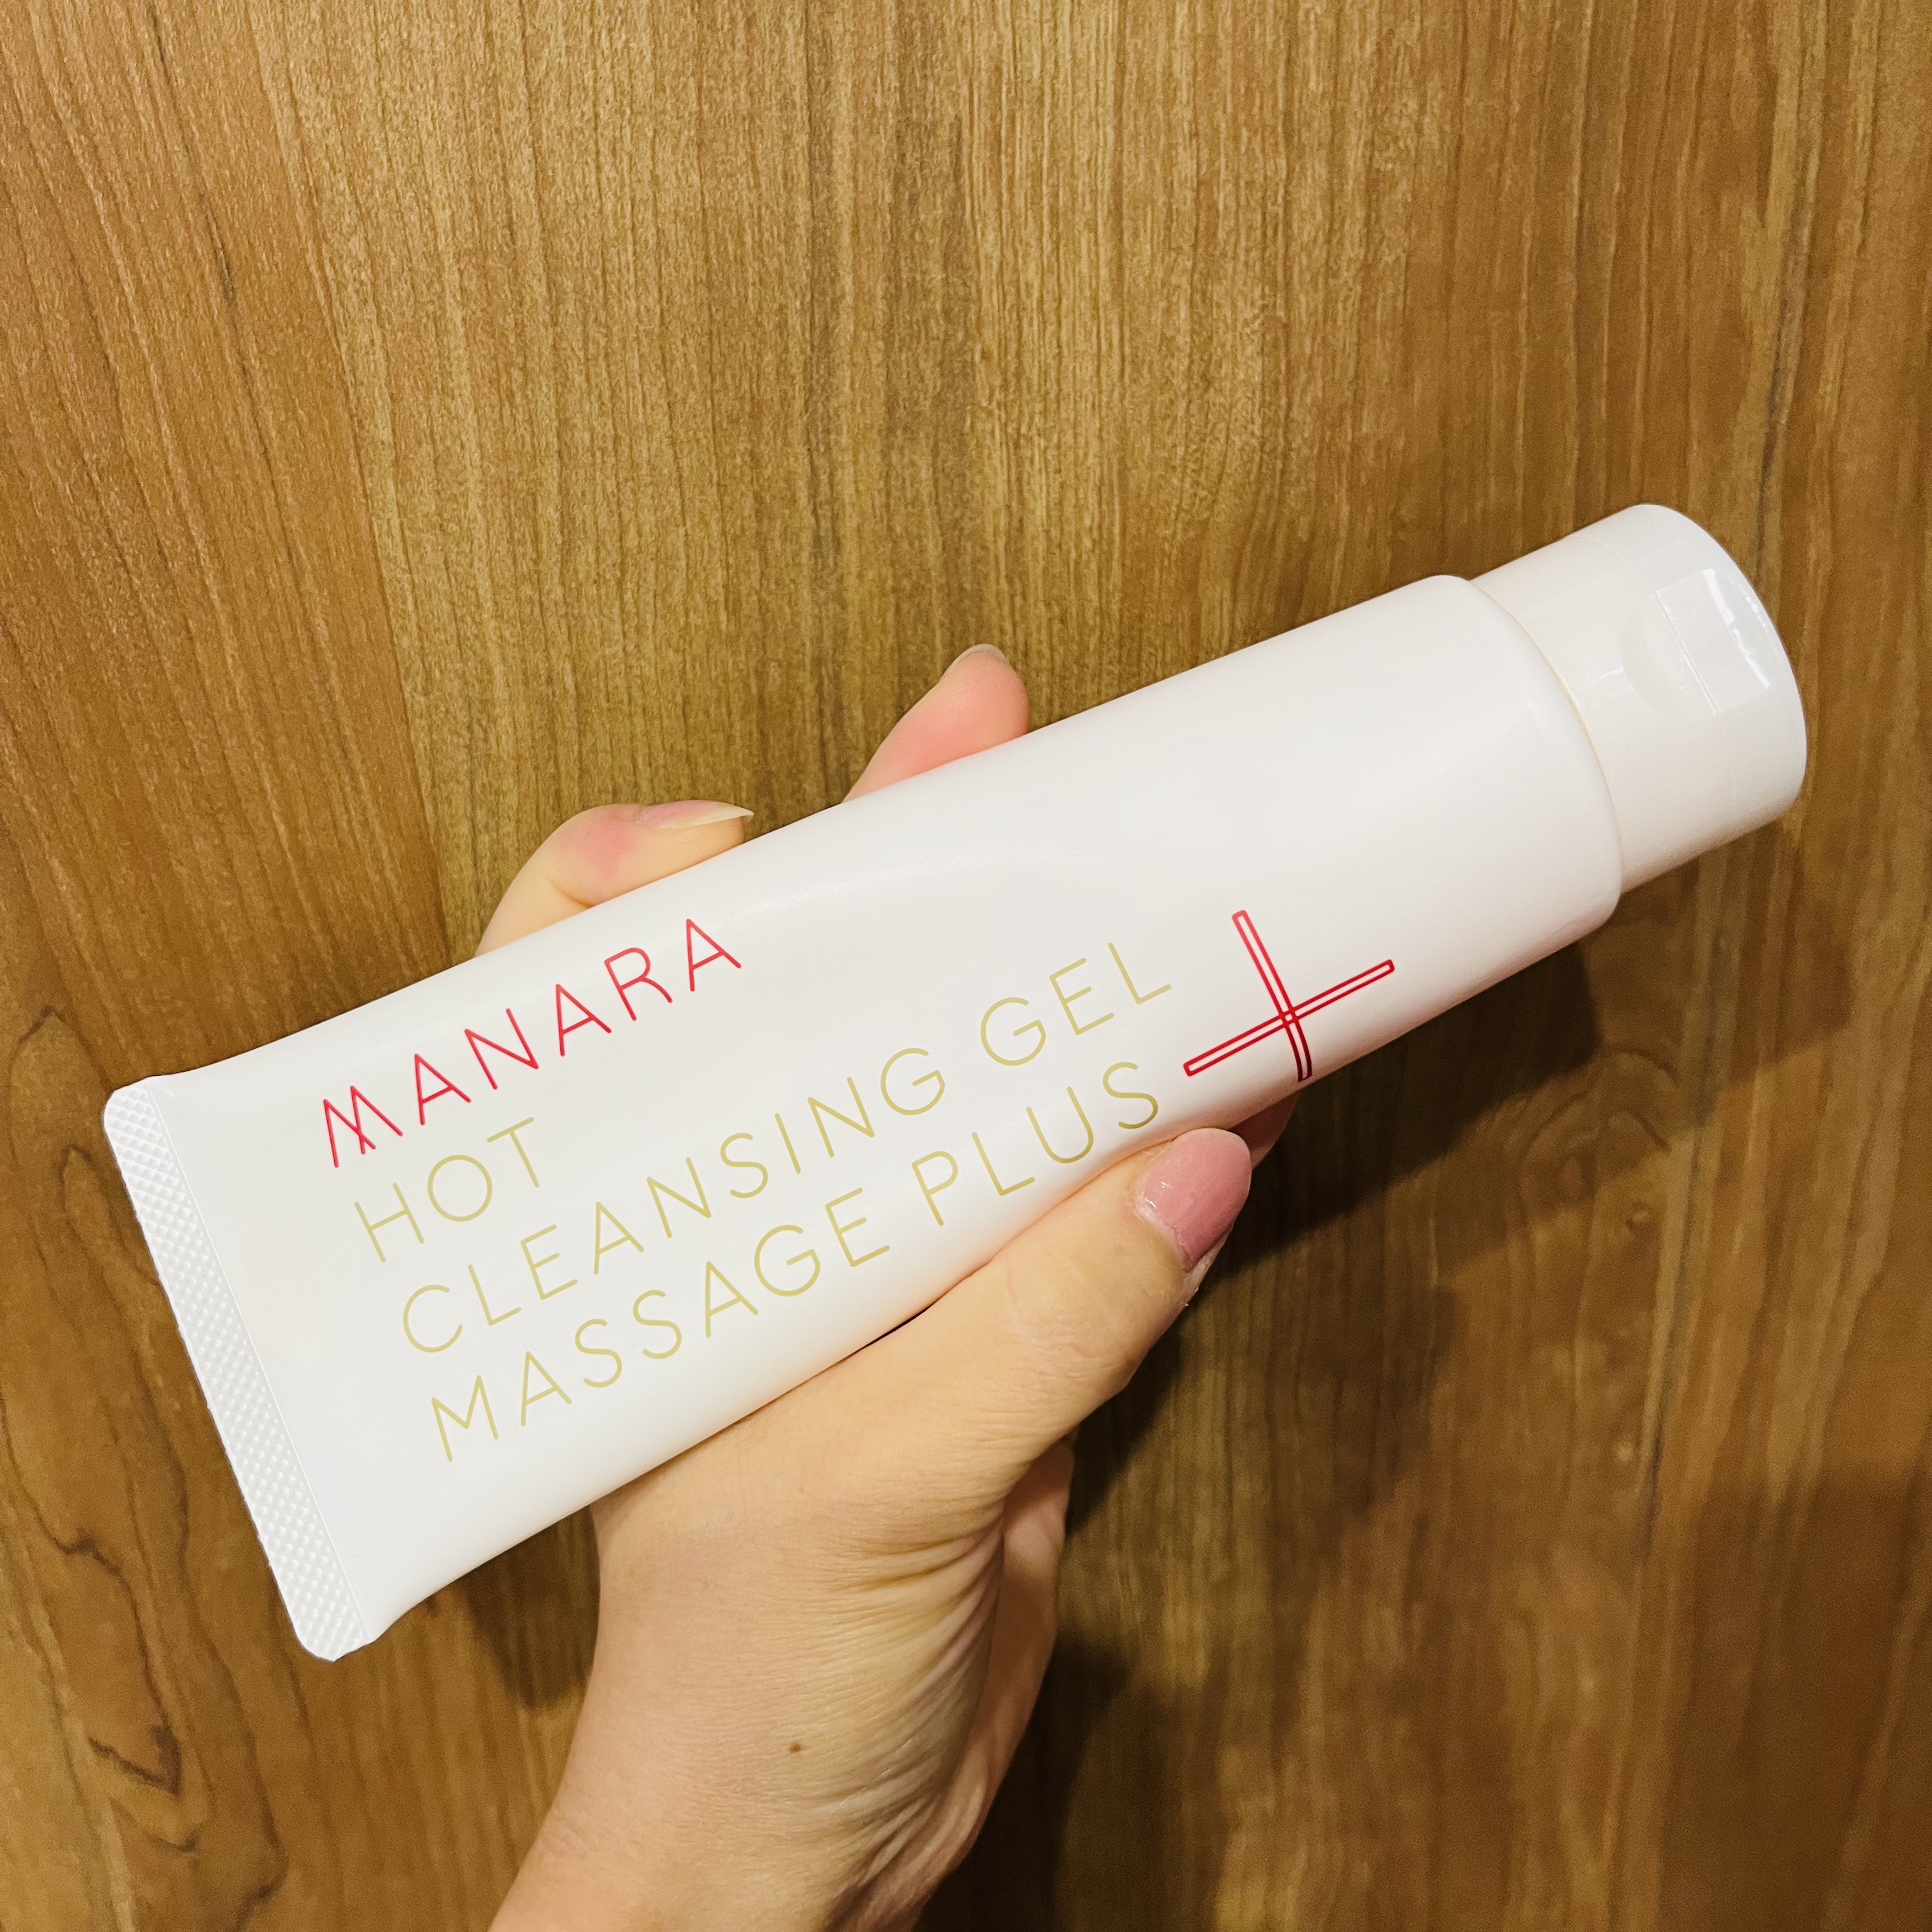 MANARA
HOT
CLEANSING GEL
MASSAGE PLUS